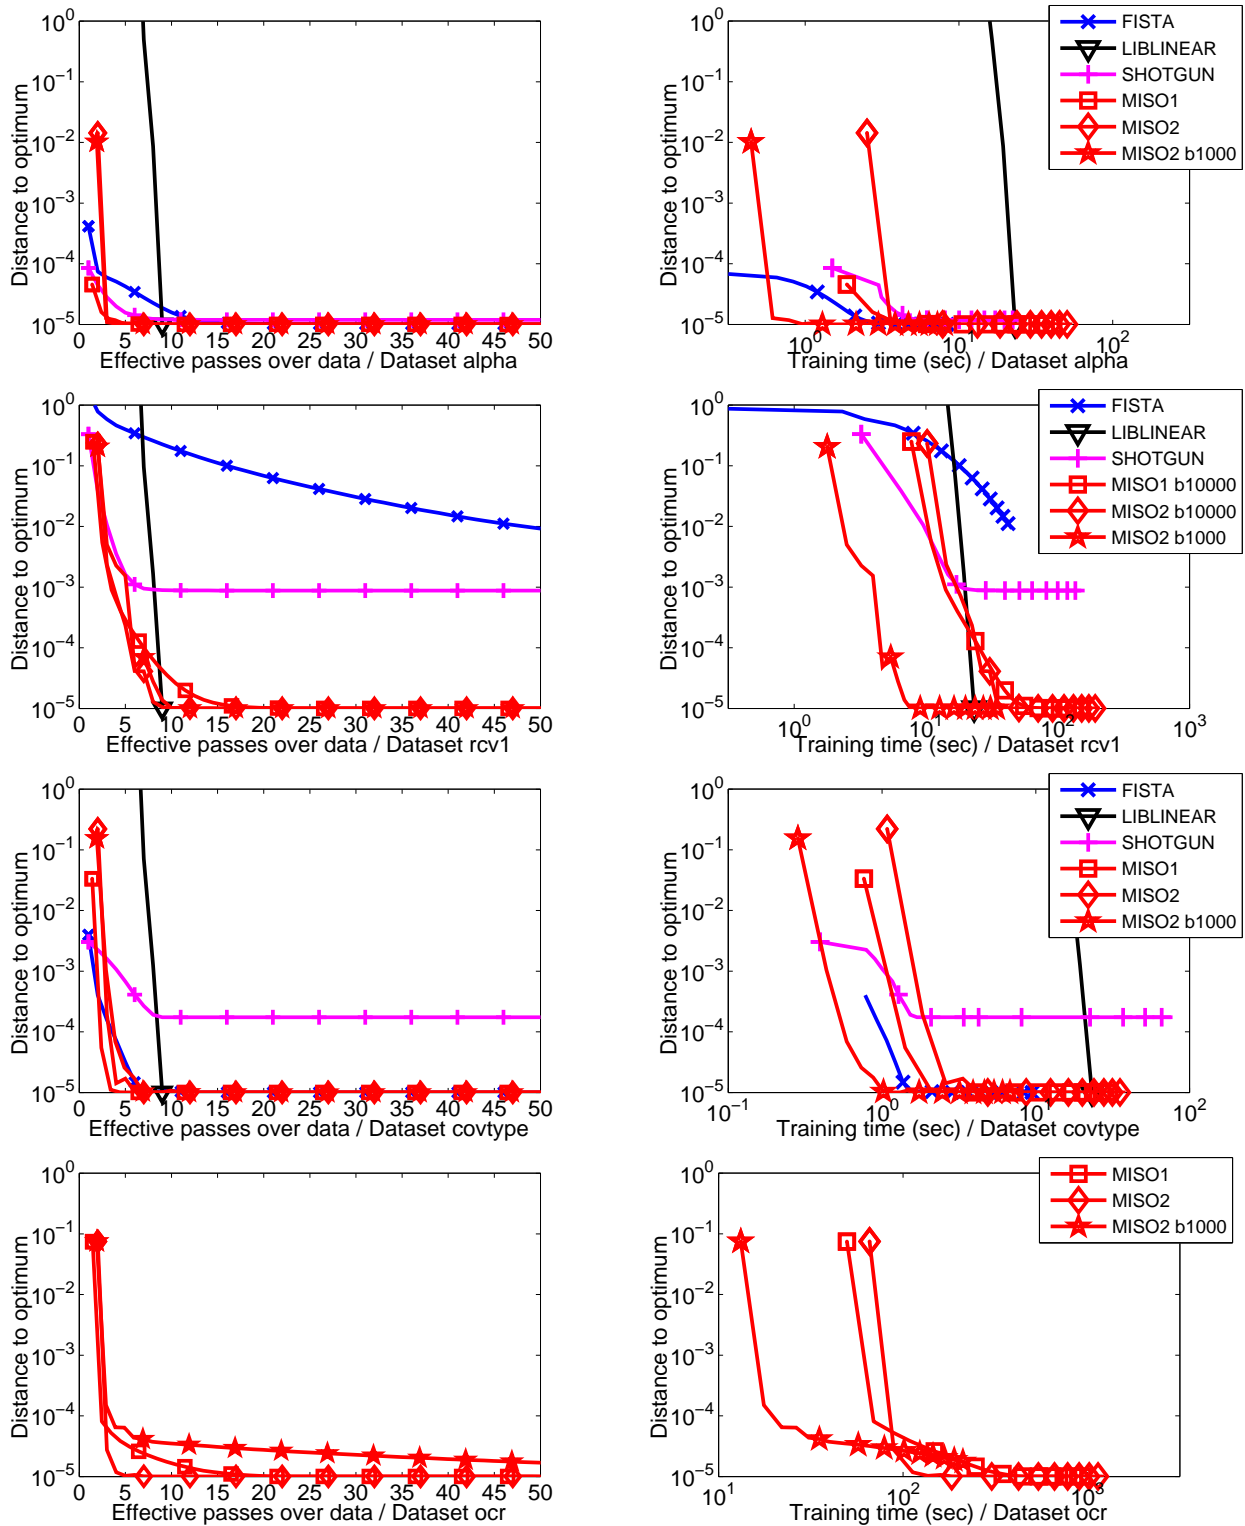 10^0
10^-1
10^-2
10^-3
10^-4
10^-5
Distance to optimum
0 5 10 15 20 25 30 35 40 45 50
Effective passes over data / Dataset alpha
10^0
10^-1
10^-2
10^-3
10^-4
10^-5
Distance to optimum
10^0 10^1 10^2
Training time (sec) / Dataset alpha
FISTA
LIBLINEAR
SHOTGUN
MISO1
MISO2
MISO2 b1000
10^0
10^-1
10^-2
10^-3
10^-4
10^-5
Distance to optimum
0 5 10 15 20 25 30 35 40 45 50
Effective passes over data / Dataset rcv1
10^0
10^-1
10^-2
10^-3
10^-4
10^-5
Distance to optimum
10^0 10^1 10^2 10^3
Training time (sec) / Dataset rcv1
FISTA
LIBLINEAR
SHOTGUN
MISO1 b10000
MISO2 b10000
MISO2 b1000
10^0
10^-1
10^-2
10^-3
10^-4
10^-5
Distance to optimum
0 5 10 15 20 25 30 35 40 45 50
Effective passes over data / Dataset covtype
10^0
10^-1
10^-2
10^-3
10^-4
10^-5
Distance to optimum
10^-1 10^0 10^1 10^2
Training time (sec) / Dataset covtype
FISTA
LIBLINEAR
SHOTGUN
MISO1
MISO2
MISO2 b1000
10^0
10^-1
10^-2
10^-3
10^-4
10^-5
Distance to optimum
0 5 10 15 20 25 30 35 40 45 50
Effective passes over data / Dataset ocr
10^0
10^-1
10^-2
10^-3
10^-4
10^-5
Distance to optimum
10^1 10^2 10^3
Training time (sec) / Dataset ocr
MISO1
MISO2
MISO2 b1000